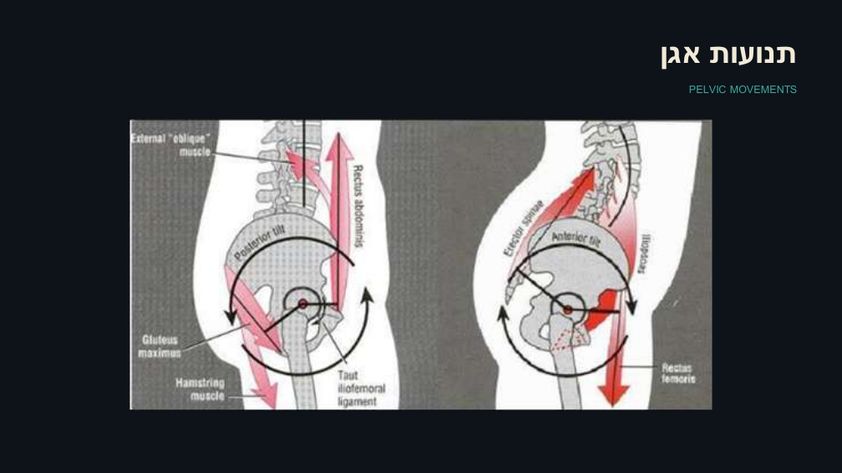 תנועות אגן
PELVIC MOVEMENTS
External "oblique"
muscle
Rectus abdominis
Posterior tilt
Gluteus
maximus
Hamstring
muscle
Taut
iliofemoral
ligament
Erector spinae
Anterior tilt
Iliopsoas
Rectus
femoris